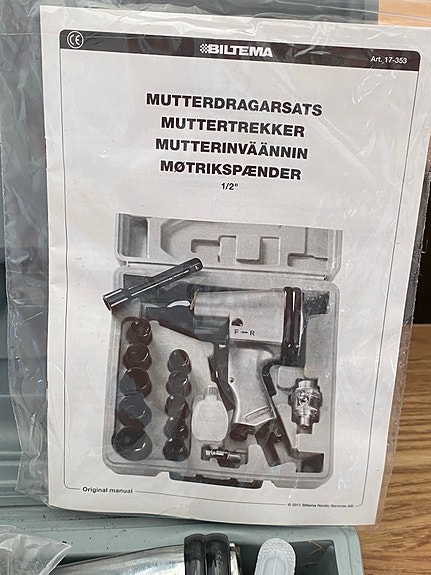 CE
BILTEMA
Art. 17-353
MUTTERDRAGARSATS
MUTTERTREKKER
MUTTERINVÄÄNNIN
MØTRIKSPÆNDER
1/2"
F ↔ R
Original manual
© 2011 Biltema Nordic Services AB